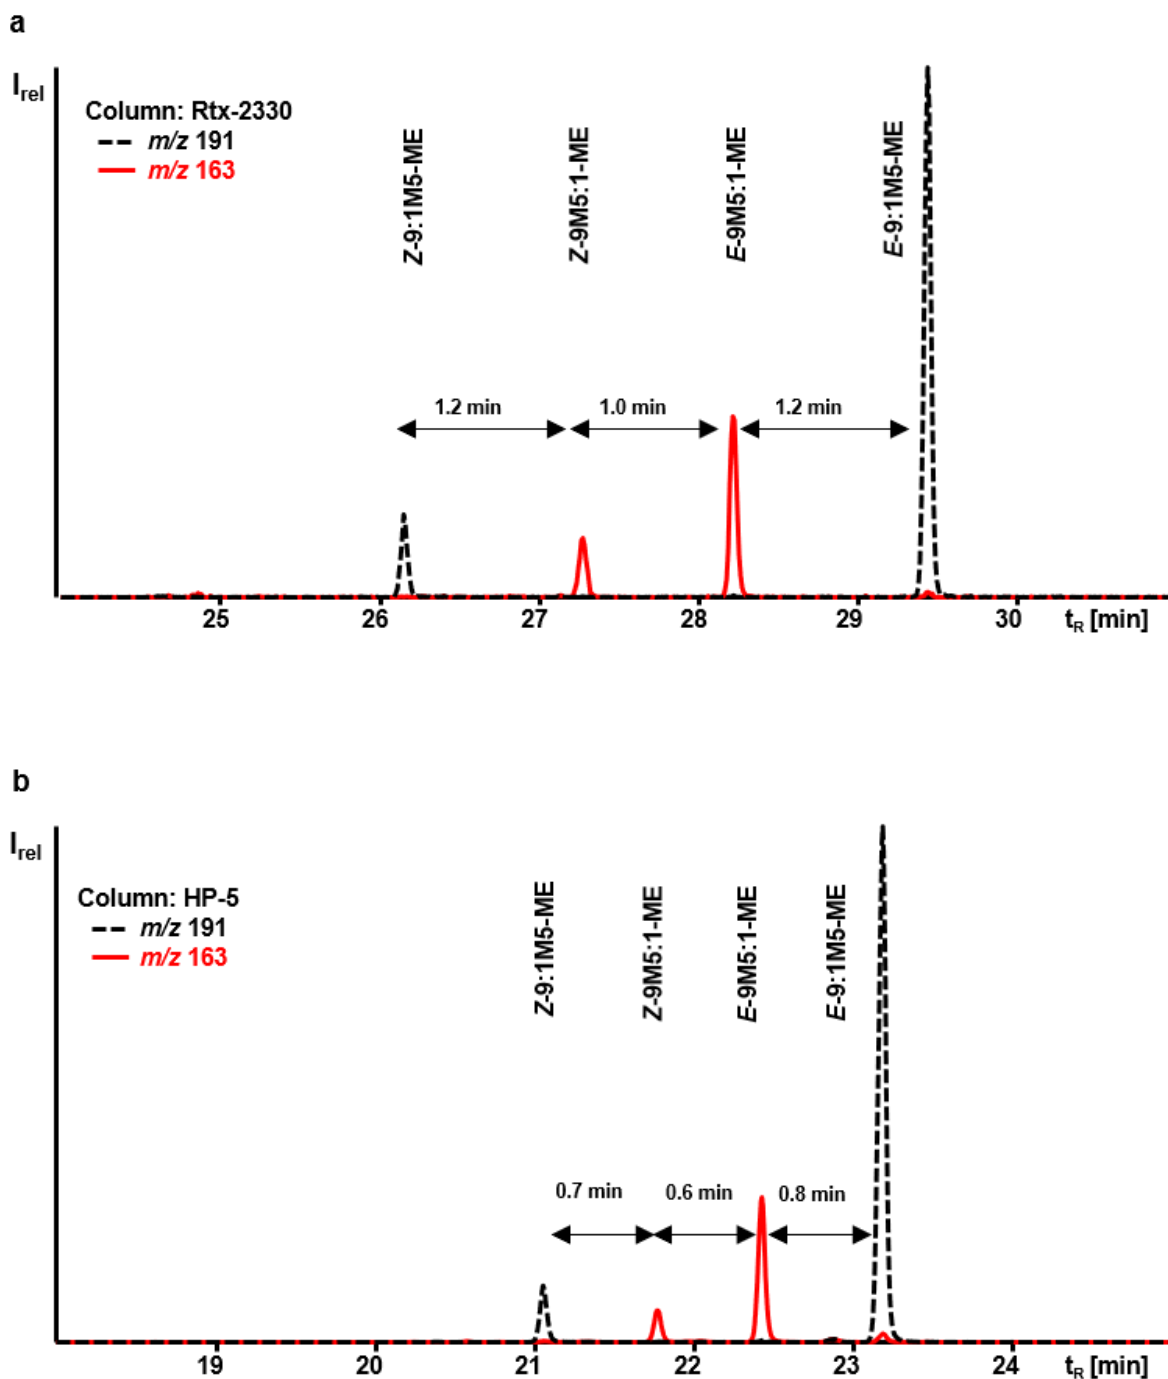 a
Irel
Column: Rtx-2330
m/z 191
m/z 163
Z-9:1M5-ME
Z-9M5:1-ME
E-9M5:1-ME
E-9:1M5-ME
1.2 min
1.0 min
1.2 min
25
26
27
28
29
30
tR [min]
b
Irel
Column: HP-5
m/z 191
m/z 163
Z-9:1M5-ME
Z-9M5:1-ME
E-9M5:1-ME
E-9:1M5-ME
0.7 min
0.6 min
0.8 min
19
20
21
22
23
24
tR [min]